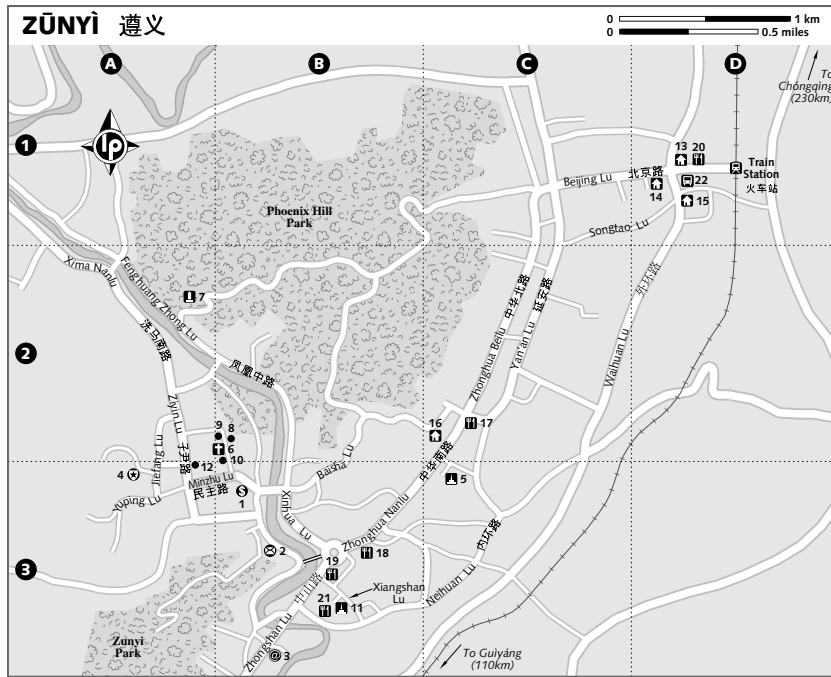 ZŪNYÌ 遵义
0 1 km
0 0.5 miles
A B C D
To
Chóngqìng
(230km)
1
lp
13 20
Train
Station
火车站
Beijing Lu 北京路
22
14
15
Phoenix Hill
Park
Songtao Lu
Xima Nanlu
洗马南路
Fenghuang Zhong Lu
凤凰中路
7
中华北路
延安路
外环路
Zhonghua Beilu
Yan'an Lu
Waihuan Lu
2
Ziyin Lu
子尹路
9 8
6
10
12
16
17
4
Jiefang Lu
Baisha Lu
中华南路
Minzhu Lu
民主路
Yuping Lu
1
5
Xinhua Lu
Zhonghua Nanlu
内环路
2
3
19
18
中山路
Xiangshan
Lu
Neihuan Lu
21
11
Zunyi
Park
Zhongshan Lu
3
To Guìyáng
(110km)